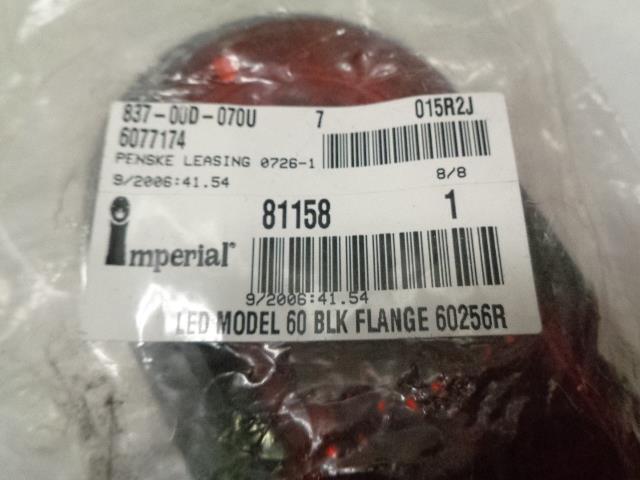 837-00D-070U 7 015R2J
6077174
PENSKE LEASING 0726-1
9/2006:41.54 8/8
Imperial 81158 1
9/2006:41.54
LED MODEL 60 BLK FLANGE 60256R